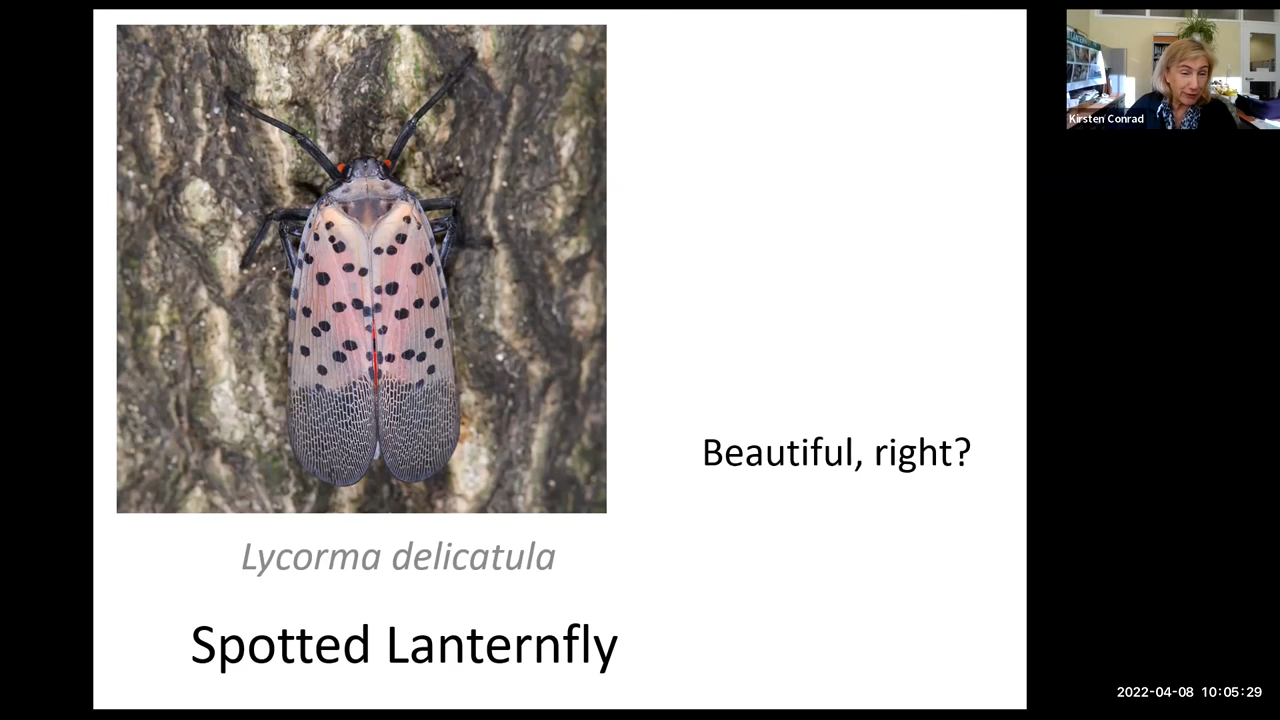 Kirsten Conrad
Beautiful, right?
Lycorma delicatula
Spotted Lanternfly
2022-04-08 10:05:29